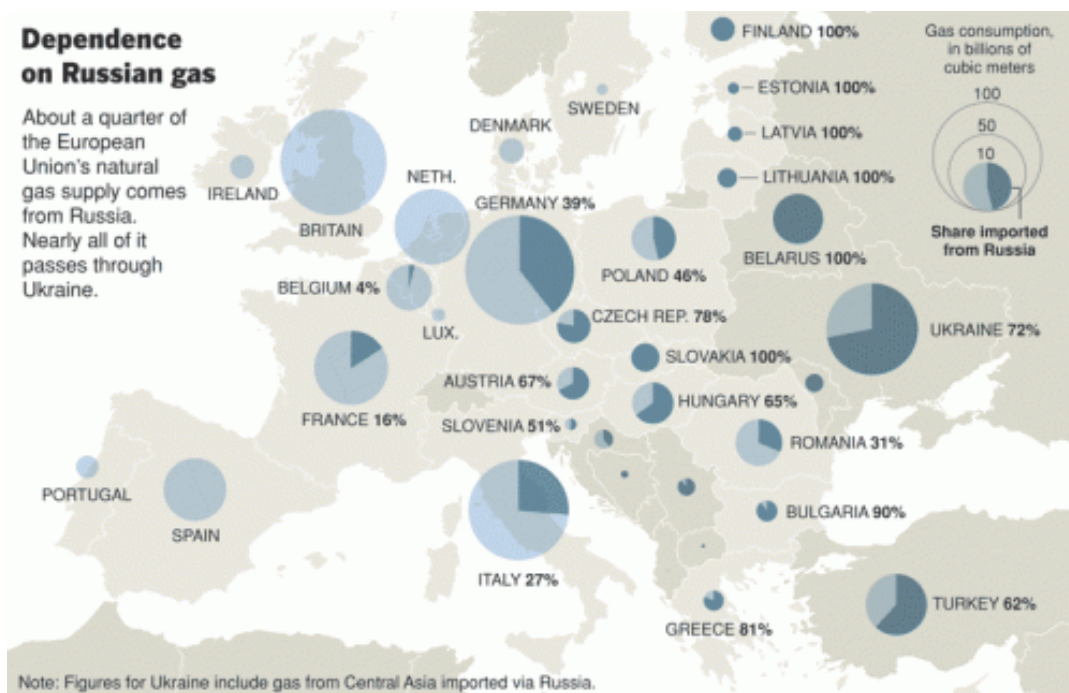 Dependence
on Russian gas
About a quarter of
the European
Union's natural
gas supply comes
from Russia.
Nearly all of it
passes through
Ukraine.
Gas consumption,
in billions of
cubic meters
100
50
10
Share imported
from Russia
FINLAND 100%
ESTONIA 100%
SWEDEN
DENMARK
LATVIA 100%
IRELAND
NETH.
LITHUANIA 100%
GERMANY 39%
BRITAIN
BELARUS 100%
POLAND 46%
BELGIUM 4%
CZECH REP. 78%
UKRAINE 72%
LUX.
SLOVAKIA 100%
AUSTRIA 67%
HUNGARY 65%
FRANCE 16%
SLOVENIA 51%
ROMANIA 31%
PORTUGAL
SPAIN
BULGARIA 90%
ITALY 27%
TURKEY 62%
GREECE 81%
Note: Figures for Ukraine include gas from Central Asia imported via Russia.